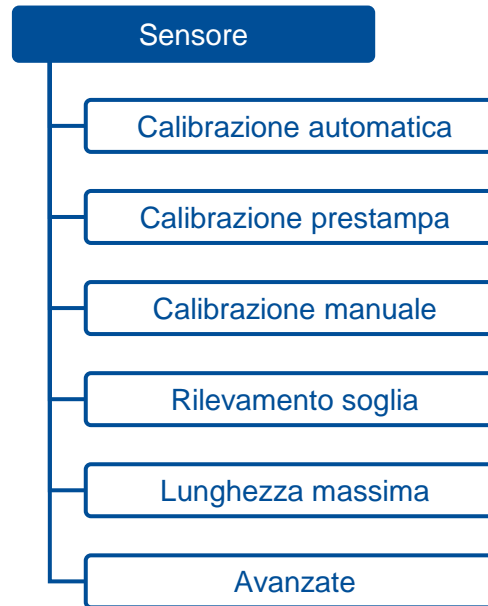 Sensore
Calibrazione automatica
Calibrazione prestampa
Calibrazione manuale
Rilevamento soglia
Lunghezza massima
Avanzate